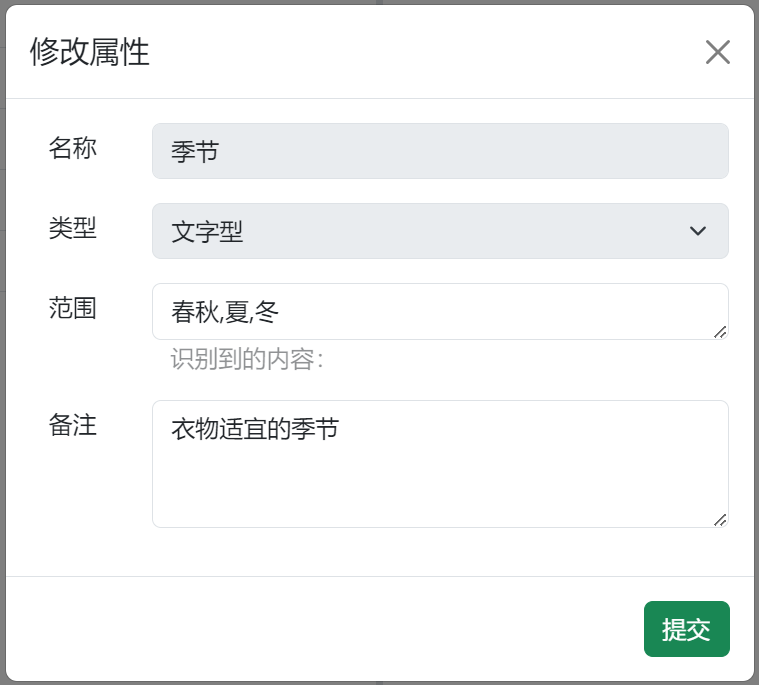 修改属性
名称
季节
类型
文字型
范围
春秋,夏,冬
识别到的内容：
备注
衣物适宜的季节
提交